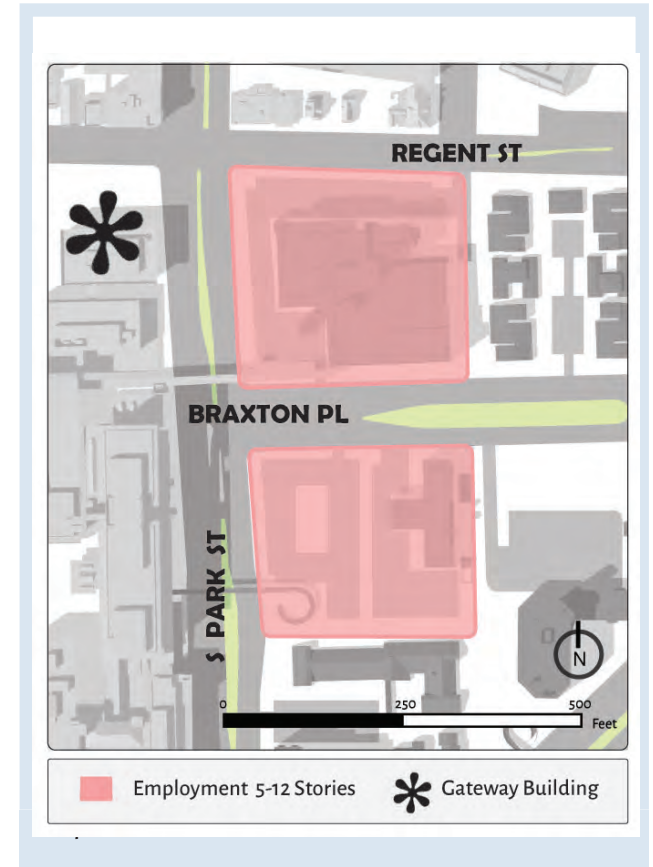 REGENT ST
BRAXTON PL
S PARK ST
N
0 250 500
Feet
Employment 5-12 Stories
Gateway Building